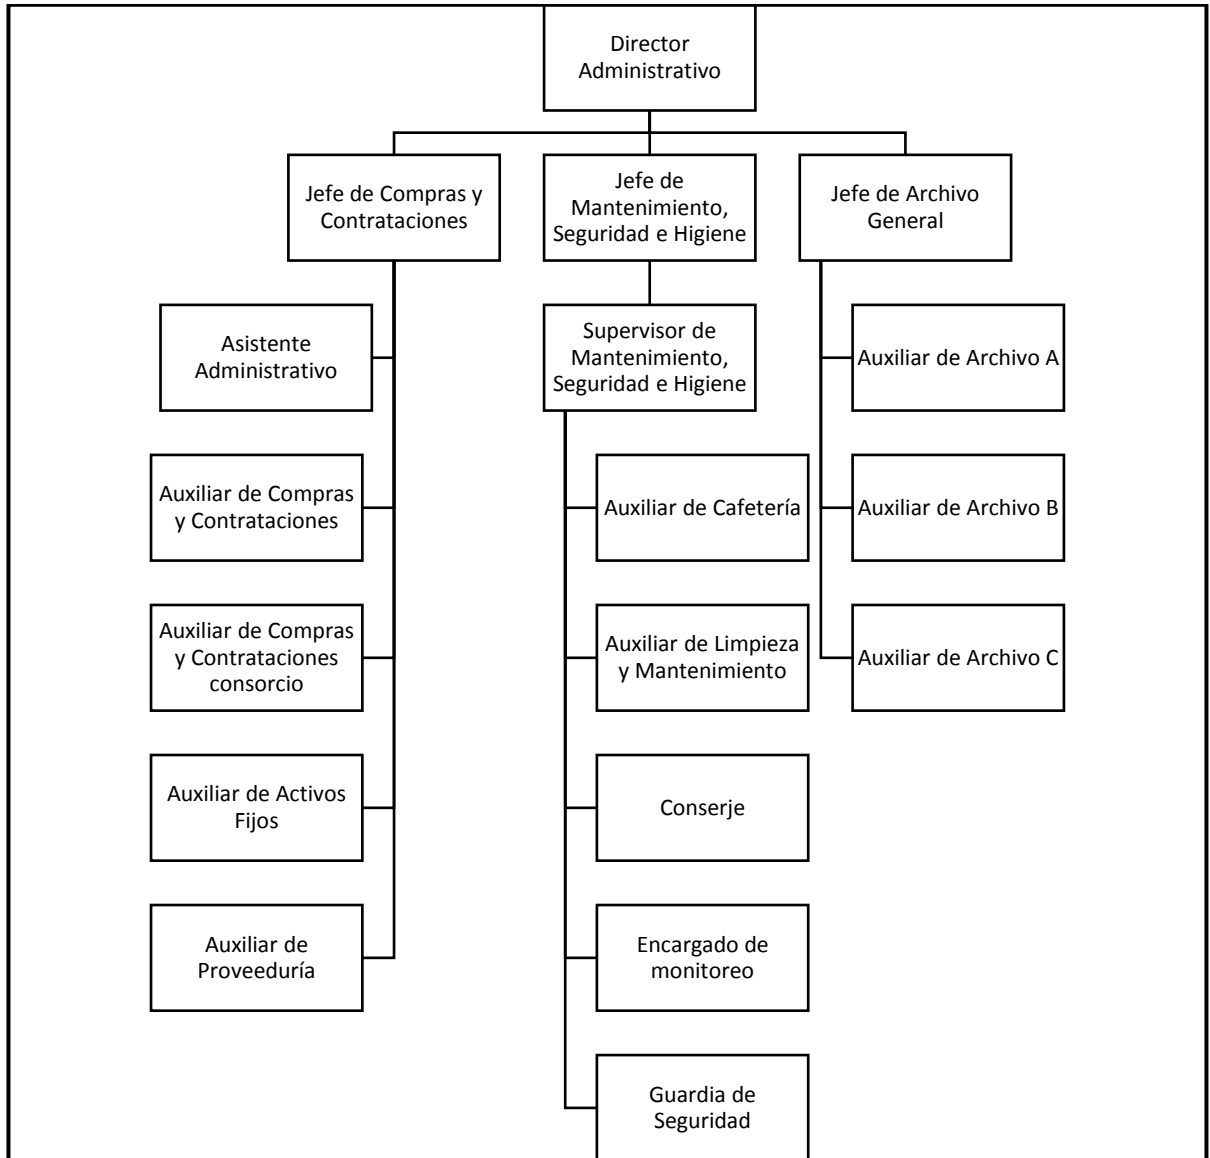 Director
Administrativo
Jefe de Compras y
Contrataciones
Jefe de
Mantenimiento,
Seguridad e Higiene
Jefe de Archivo
General
Asistente
Administrativo
Supervisor de
Mantenimiento,
Seguridad e Higiene
Auxiliar de Archivo A
Auxiliar de Compras
y Contrataciones
Auxiliar de Cafetería
Auxiliar de Archivo B
Auxiliar de Compras
y Contrataciones
consorcio
Auxiliar de Limpieza
y Mantenimiento
Auxiliar de Archivo C
Auxiliar de Activos
Fijos
Conserje
Auxiliar de
Proveeduría
Encargado de
monitoreo
Guardia de
Seguridad